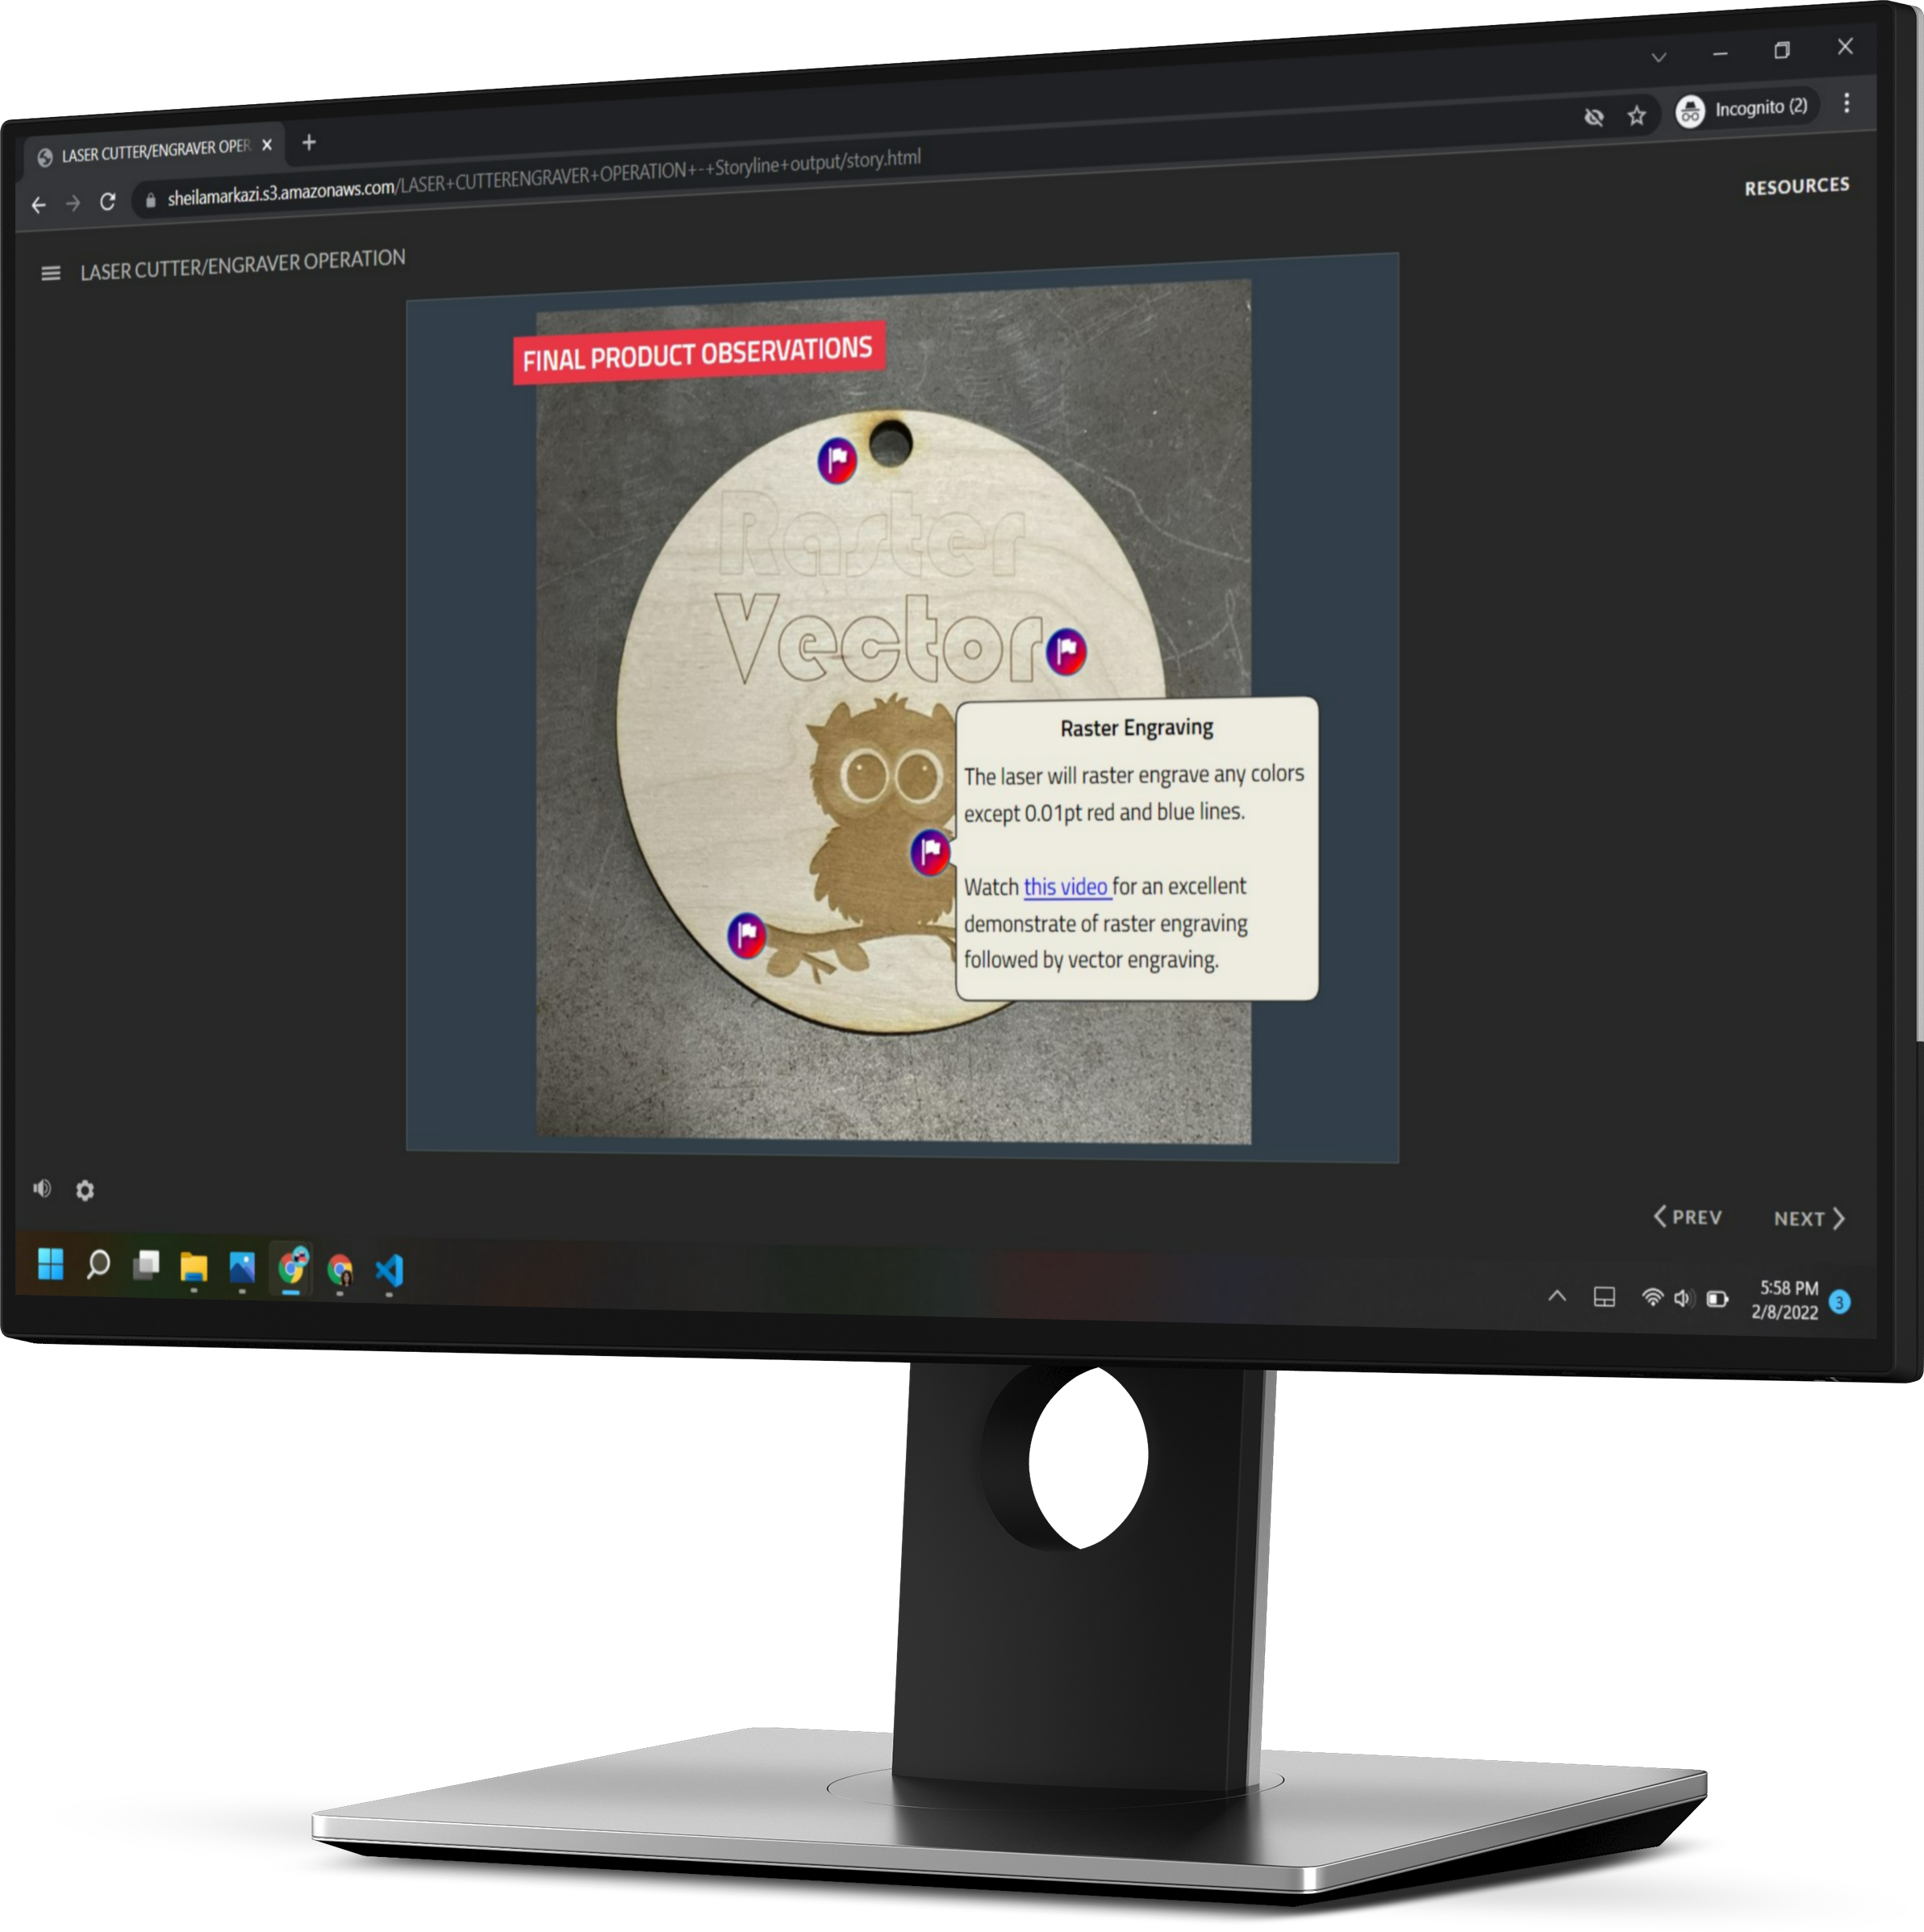 LASER CUTTER/ENGRAVER OPER
Incognito (2)
sheilamarkazi.s3.amazonaws.com/LASER+CUTTERENGRAVER+OPERATION+-+Storyline+output/story.html
RESOURCES
LASER CUTTER/ENGRAVER OPERATION
FINAL PRODUCT OBSERVATIONS
Raster
Vector
Raster Engraving
The laser will raster engrave any colors
except 0.01pt red and blue lines.
Watch this video for an excellent
demonstrate of raster engraving
followed by vector engraving.
PREV
NEXT
5:58 PM
2/8/2022
3